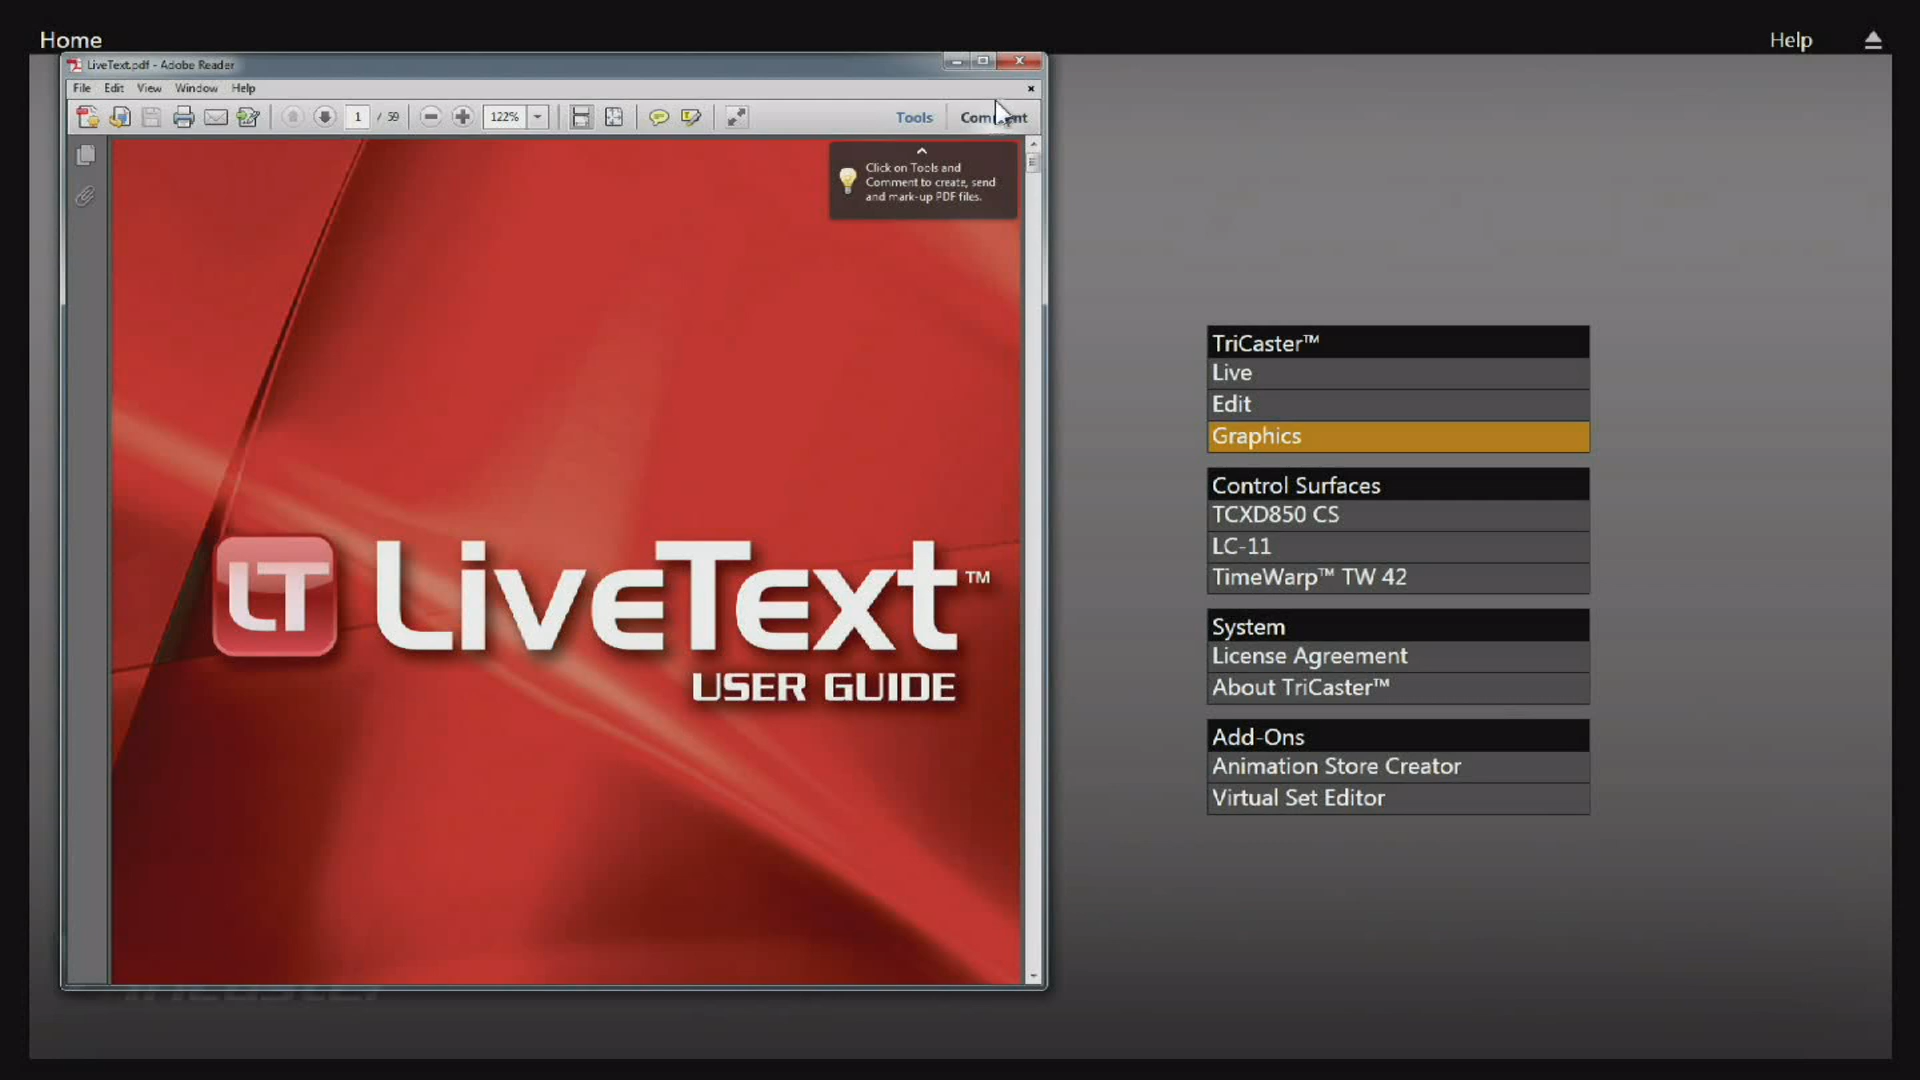 Home
Help
LiveText.pdf - Adobe Reader
File Edit View Window Help
1 / 59
122%
Tools
Comment
Click on Tools and
Comment to create, send
and mark-up PDF files.
LT LiveText™
USER GUIDE
TriCaster™
Live
Edit
Graphics
Control Surfaces
TCXD850 CS
LC-11
TimeWarp™ TW 42
System
License Agreement
About TriCaster™
Add-Ons
Animation Store Creator
Virtual Set Editor